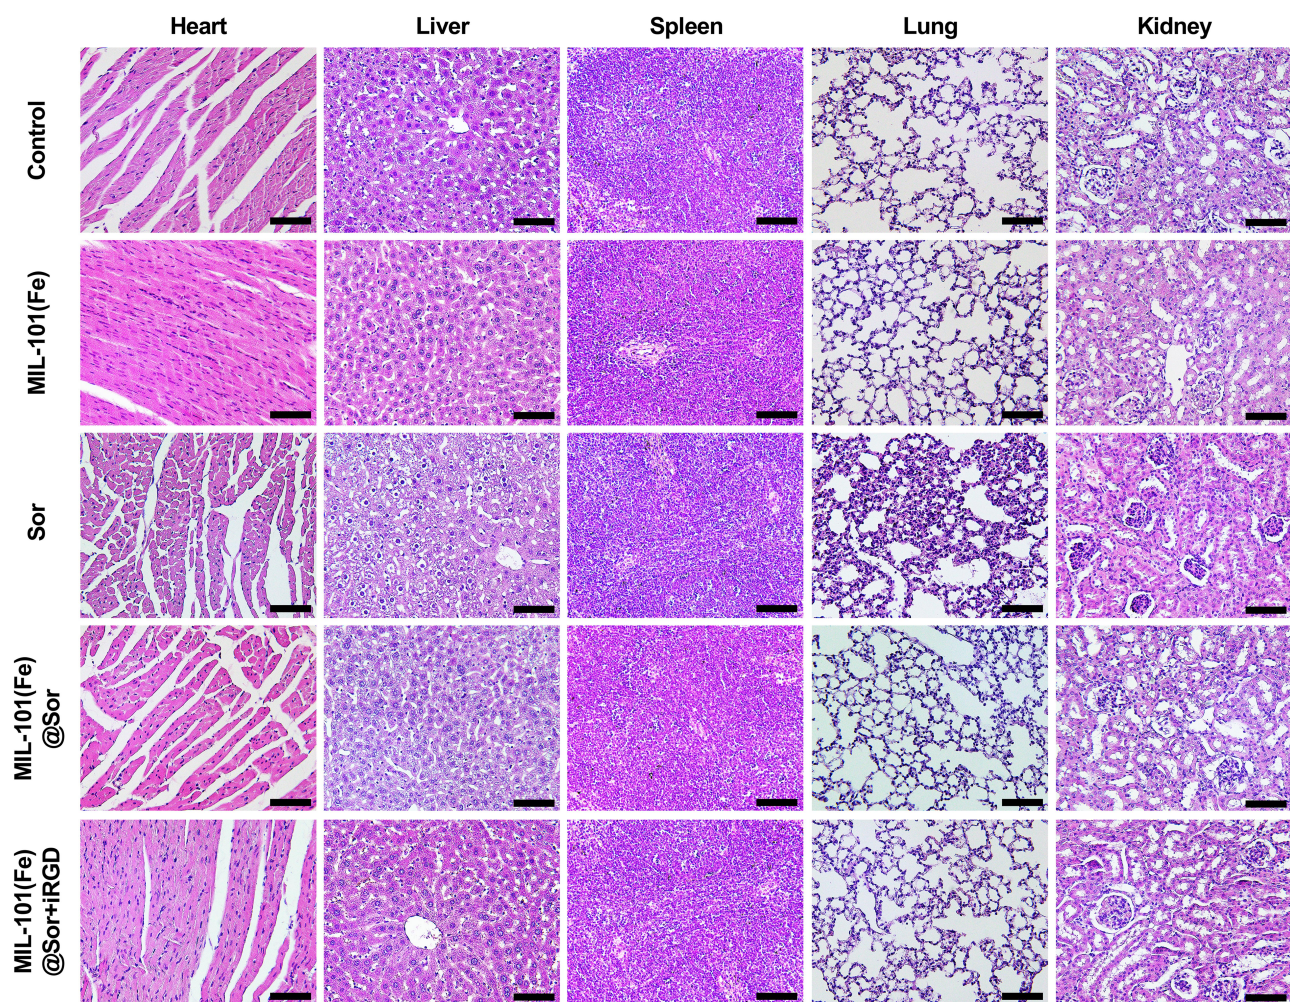 Heart Liver Spleen Lung Kidney
Control
MIL-101(Fe)
Sor
MIL-101(Fe)
@Sor
MIL-101(Fe)
@Sor+iRGD